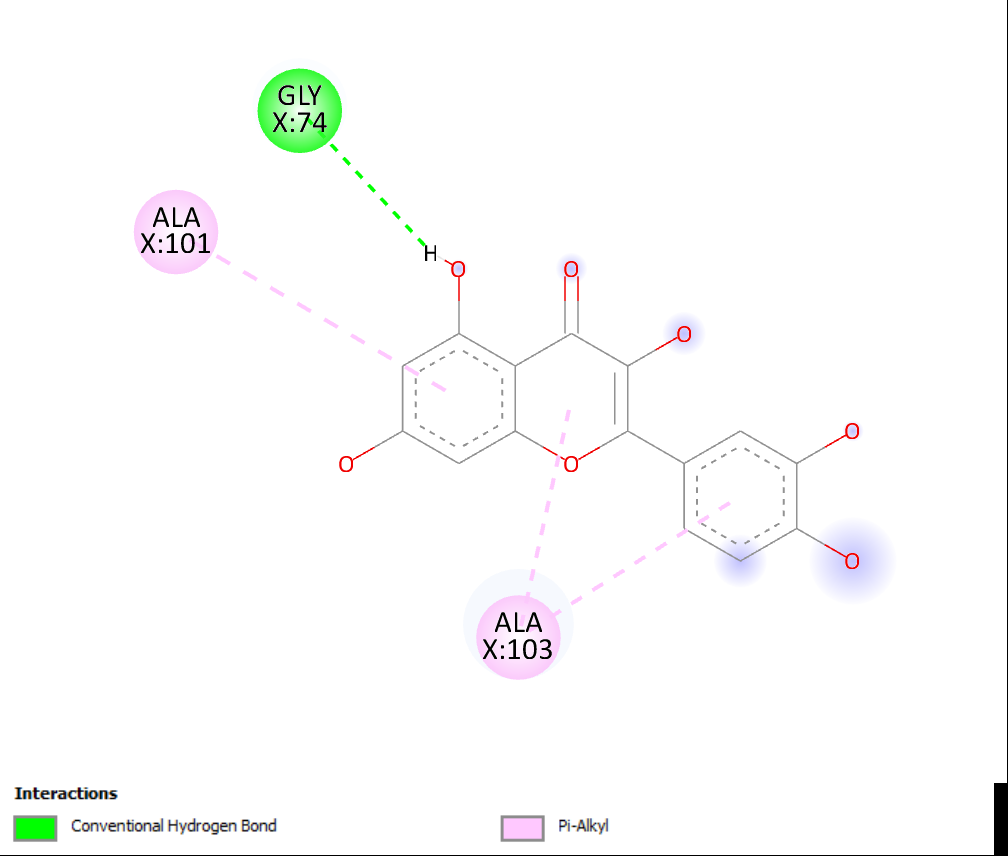 GLY
X:74
ALA
X:101
H
O
O
O
O
O
O
O
ALA
X:103
Interactions
Conventional Hydrogen Bond
Pi-Alkyl